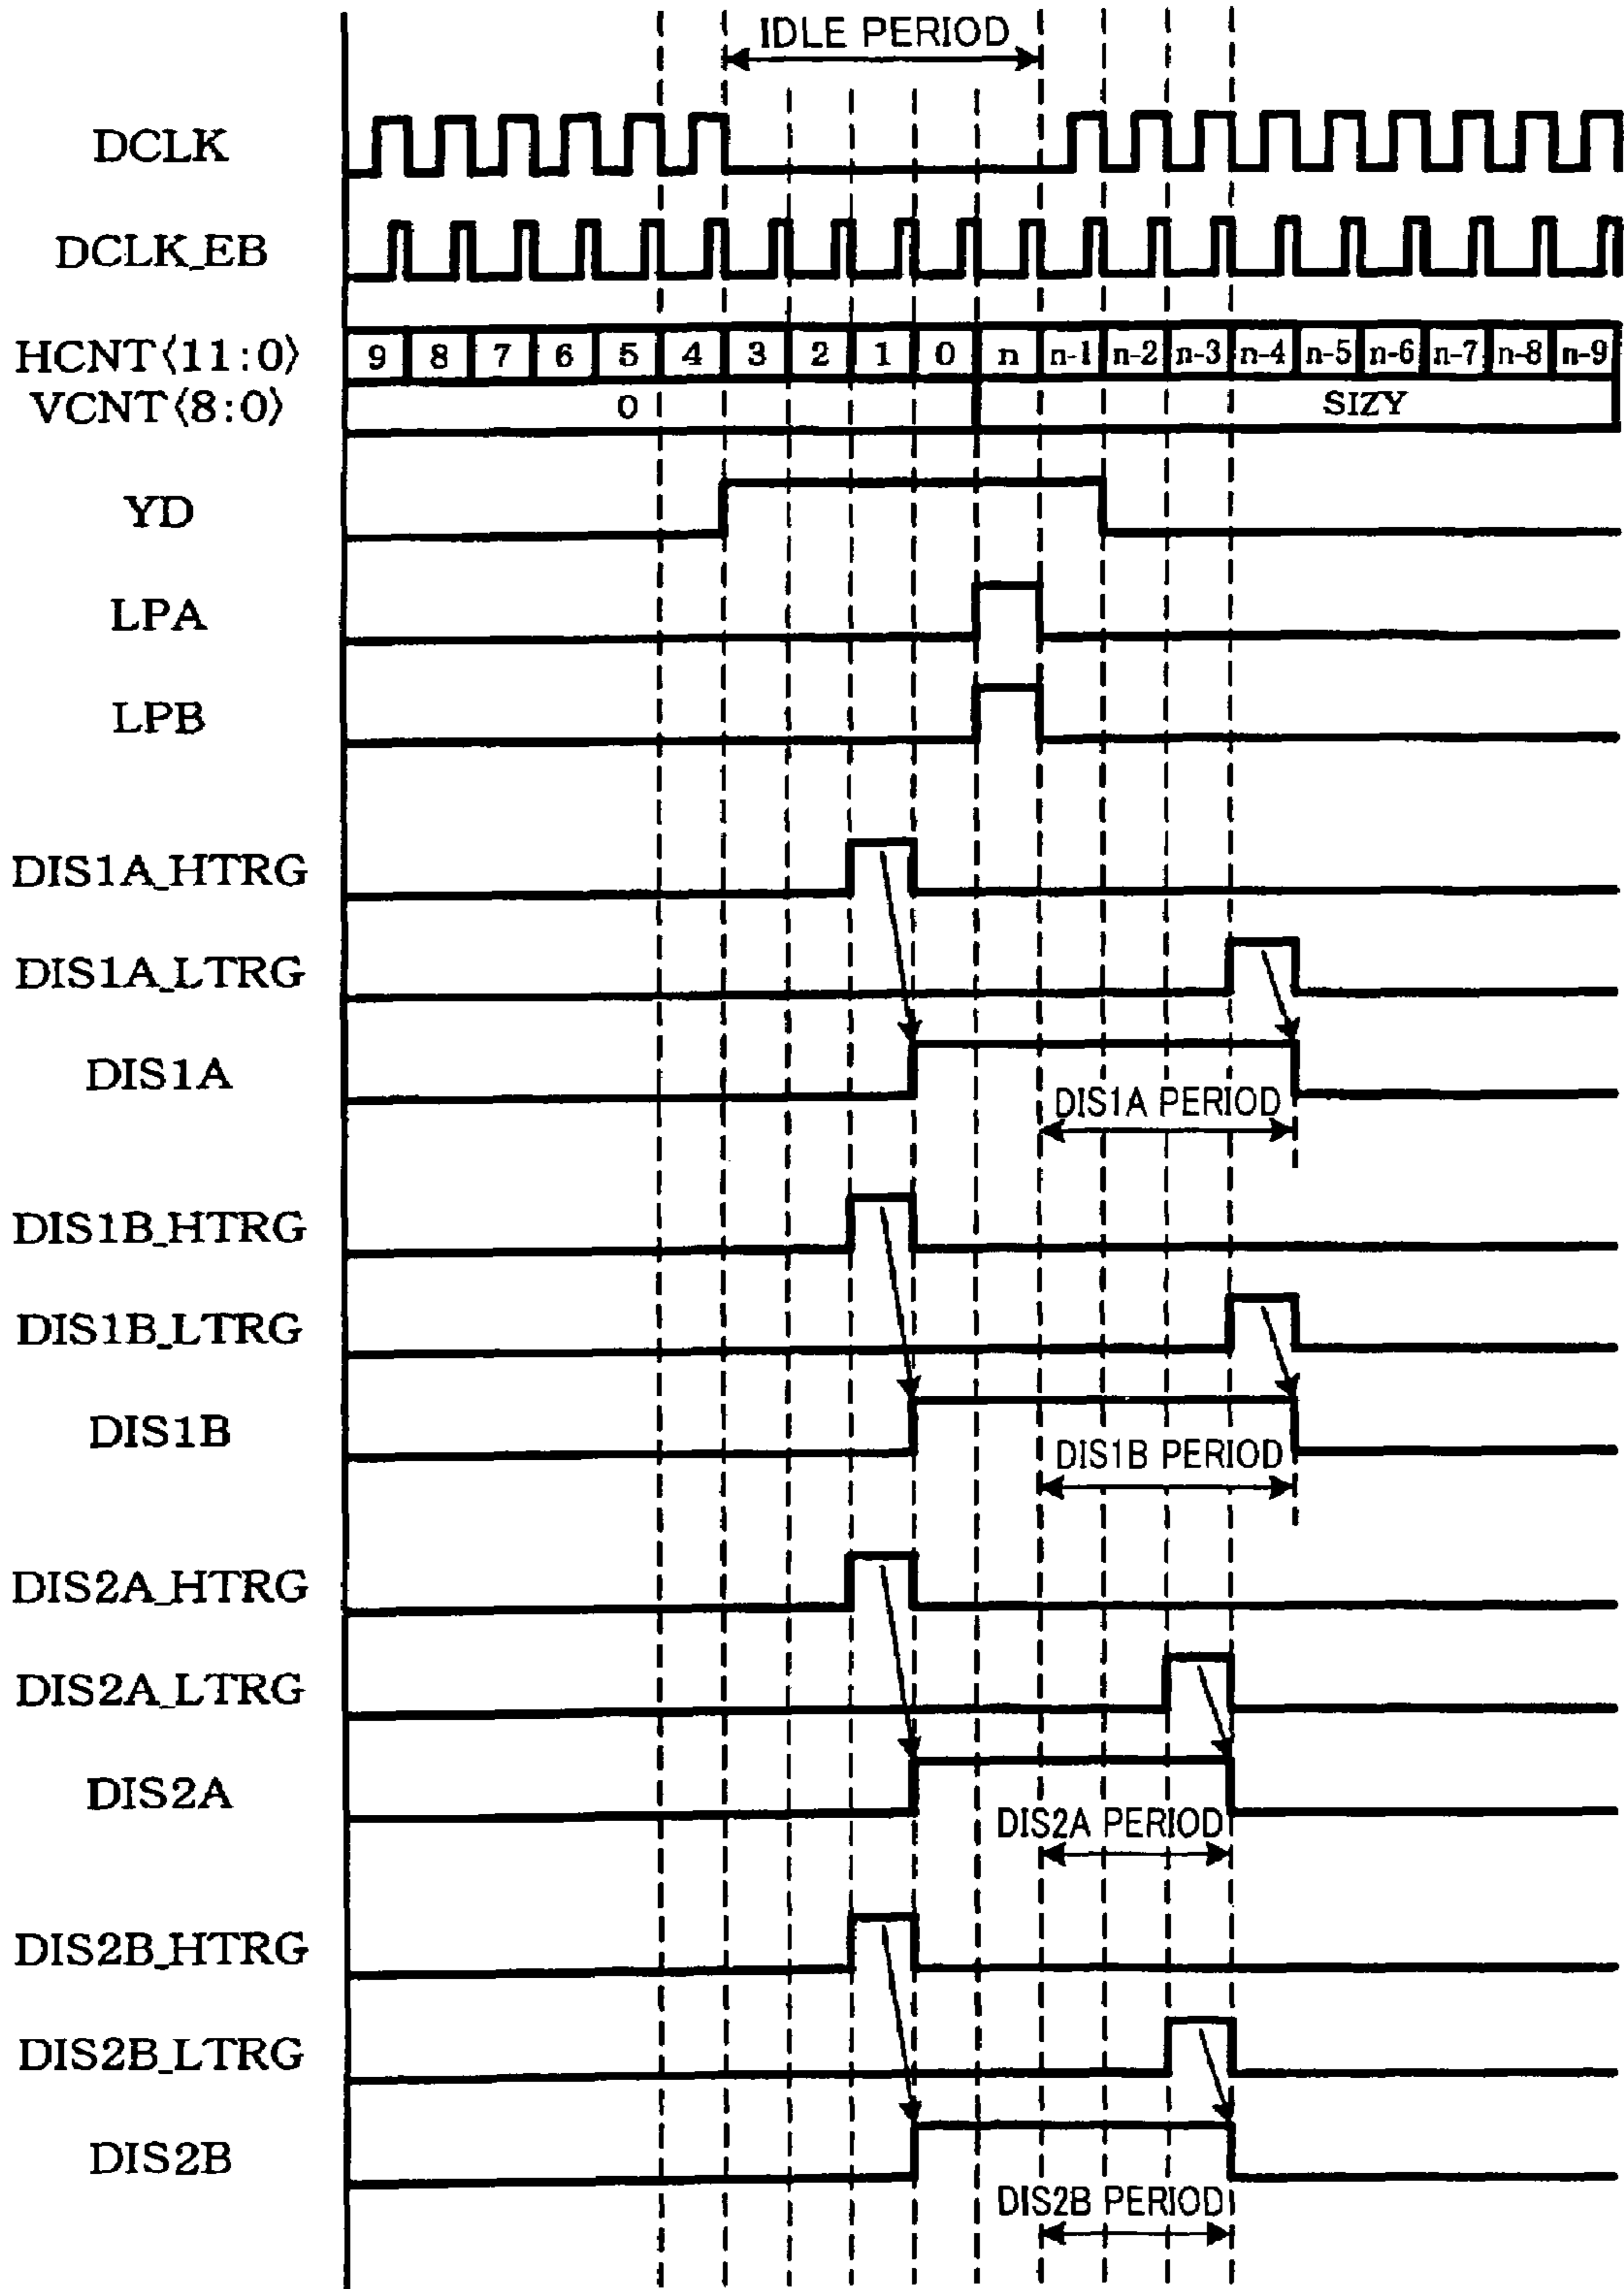 IDLE PERIOD
DCLK
DCLK_EB
HCNT⟨11:0⟩ 9 8 7 6 5 4 3 2 1 0 n n-1 n-2 n-3 n-4 n-5 n-6 n-7 n-8 n-9
VCNT⟨8:0⟩ 0 SIZY
YD
LPA
LPB
DIS1A_HTRG
DIS1A_LTRG
DIS1A
DIS1A PERIOD
DIS1B_HTRG
DIS1B_LTRG
DIS1B
DIS1B PERIOD
DIS2A_HTRG
DIS2A_LTRG
DIS2A
DIS2A PERIOD
DIS2B_HTRG
DIS2B_LTRG
DIS2B
DIS2B PERIOD